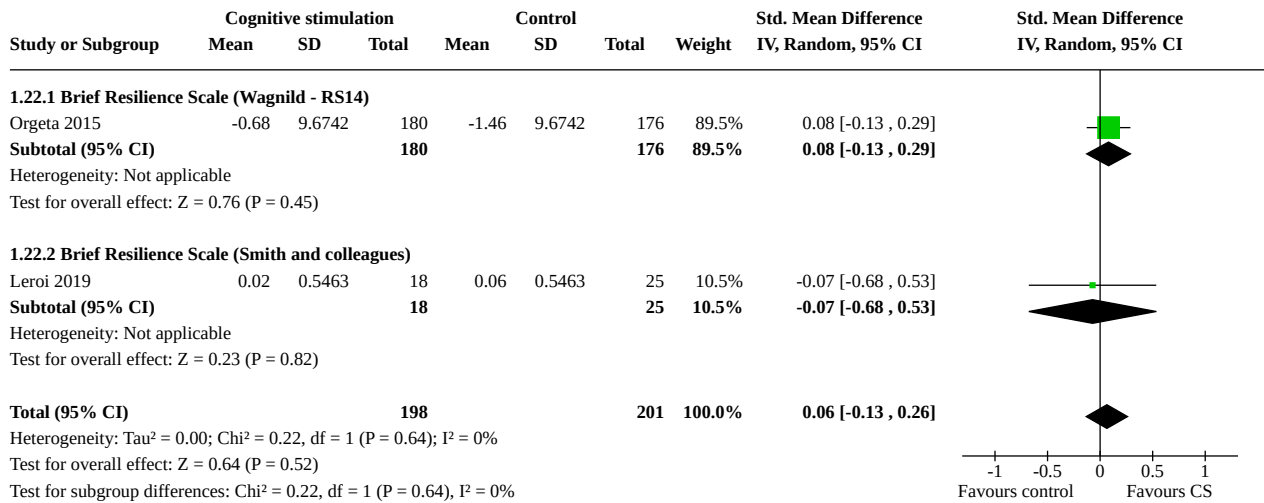 Cognitive stimulation Control Std. Mean Difference Std. Mean Difference
Study or Subgroup Mean SD Total Mean SD Total Weight IV, Random, 95% CI IV, Random, 95% CI
1.22.1 Brief Resilience Scale (Wagnild - RS14)
Orgeta 2015 -0.68 9.6742 180 -1.46 9.6742 176 89.5% 0.08 [-0.13 , 0.29]
Subtotal (95% CI) 180 176 89.5% 0.08 [-0.13 , 0.29]
Heterogeneity: Not applicable
Test for overall effect: Z = 0.76 (P = 0.45)
1.22.2 Brief Resilience Scale (Smith and colleagues)
Leroi 2019 0.02 0.5463 18 0.06 0.5463 25 10.5% -0.07 [-0.68 , 0.53]
Subtotal (95% CI) 18 25 10.5% -0.07 [-0.68 , 0.53]
Heterogeneity: Not applicable
Test for overall effect: Z = 0.23 (P = 0.82)
Total (95% CI) 198 201 100.0% 0.06 [-0.13 , 0.26]
Heterogeneity: Tau² = 0.00; Chi² = 0.22, df = 1 (P = 0.64); I² = 0%
Test for overall effect: Z = 0.64 (P = 0.52)
Test for subgroup differences: Chi² = 0.22, df = 1 (P = 0.64), I² = 0%
-1 -0.5 0 0.5 1
Favours control Favours CS